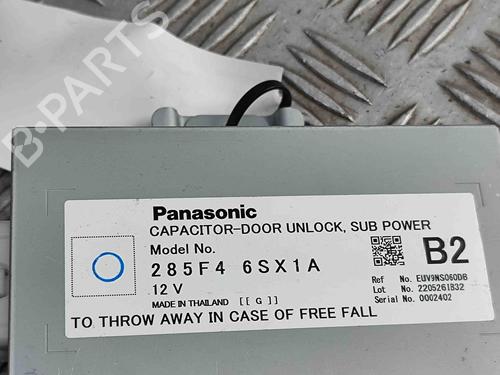 B·PARTS
Panasonic
CAPACITOR-DOOR UNLOCK, SUB POWER
Model No.
285F4 6SX1A
12 V
B2
Ref No. EUV9NS060DB
Lot No. 220526IB32
Serial No. 0002402
MADE IN THAILAND [[ G ]]
TO THROW AWAY IN CASE OF FREE FALL